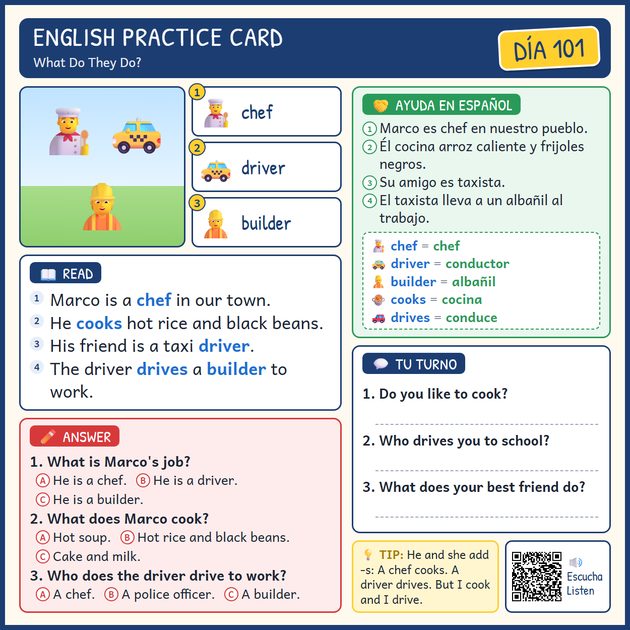 ENGLISH PRACTICE CARD
What Do They Do?
DÍA 101
1
chef
2
driver
3
builder
READ
1 Marco is a chef in our town.
2 He cooks hot rice and black beans.
3 His friend is a taxi driver.
4 The driver drives a builder to
work.
ANSWER
1. What is Marco's job?
A He is a chef. B He is a driver.
C He is a builder.
2. What does Marco cook?
A Hot soup. B Hot rice and black beans.
C Cake and milk.
3. Who does the driver drive to work?
A A chef. B A police officer. C A builder.
AYUDA EN ESPAÑOL
1 Marco es chef en nuestro pueblo.
2 Él cocina arroz caliente y frijoles
negros.
3 Su amigo es taxista.
4 El taxista lleva a un albañil al
trabajo.
chef = chef
driver = conductor
builder = albañil
cooks = cocina
drives = conduce
TU TURNO
1. Do you like to cook?
2. Who drives you to school?
3. What does your best friend do?
TIP: He and she add
-s: A chef cooks. A
driver drives. But I cook
and I drive.
Escucha
Listen